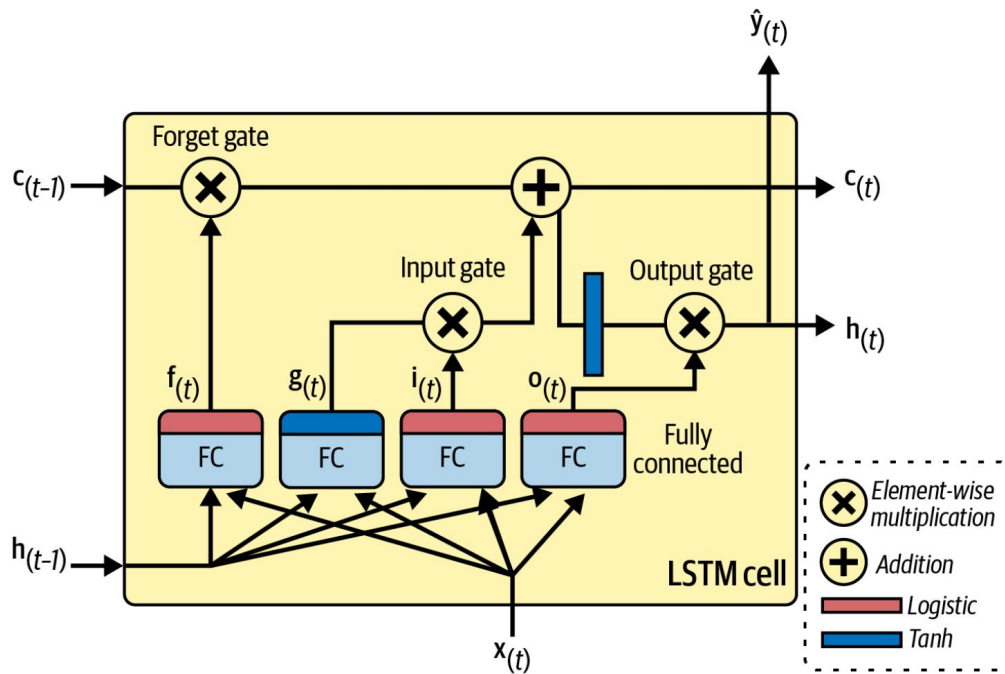 ŷ(t)
Forget gate
c(t–1)
c(t)
Input gate
Output gate
h(t)
f(t)
g(t)
i(t)
o(t)
FC
FC
FC
FC
Fully
connected
h(t–1)
LSTM cell
x(t)
Element-wise
multiplication
Addition
Logistic
Tanh